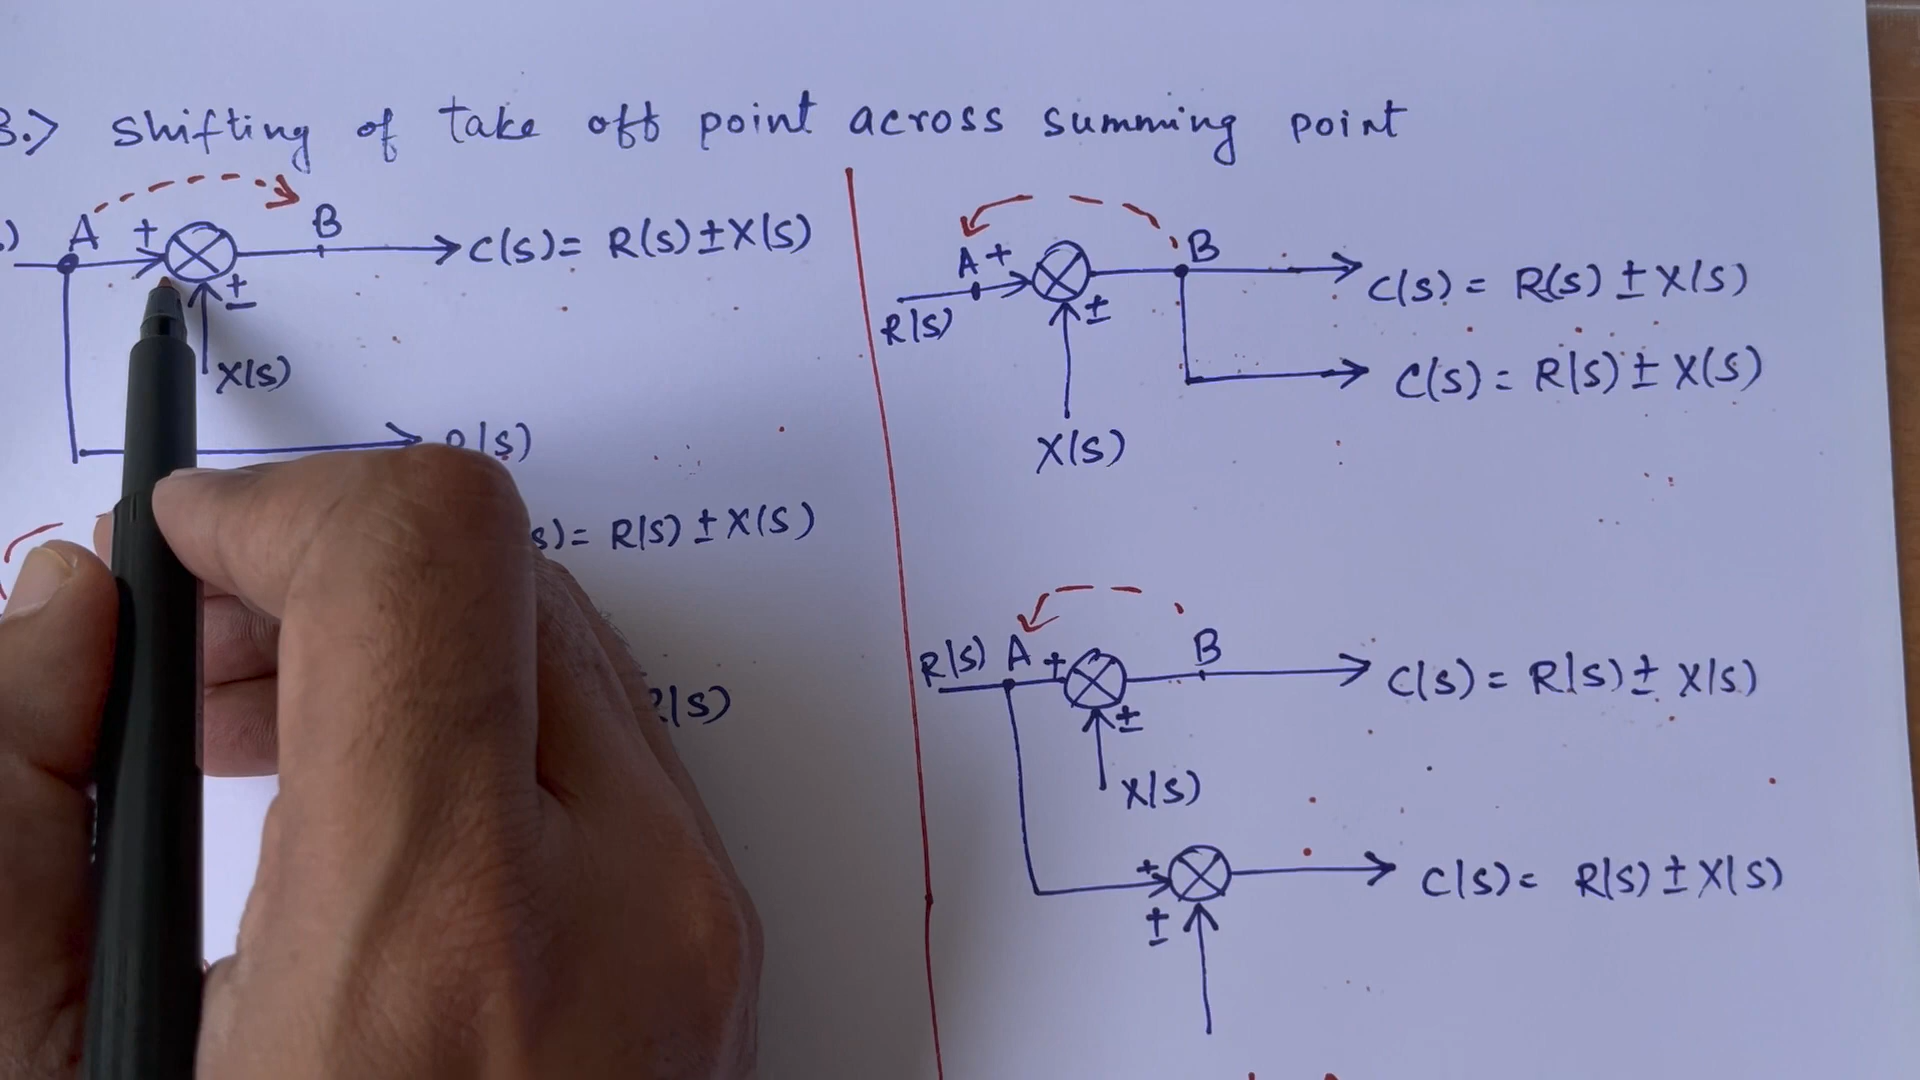 3.) Shifting of take off point across summing point
A + B C(s) = R(s) ± X(s)
±
X(s)
R(s)
s) = R(s) ± X(s)
R(s)
A + B C(s) = R(s) ± X(s)
R(s) ±
C(s) = R(s) ± X(s)
X(s)
R(s) A + B C(s) = R(s) ± X(s)
±
X(s)
+ C(s) = R(s) ± X(s)
±